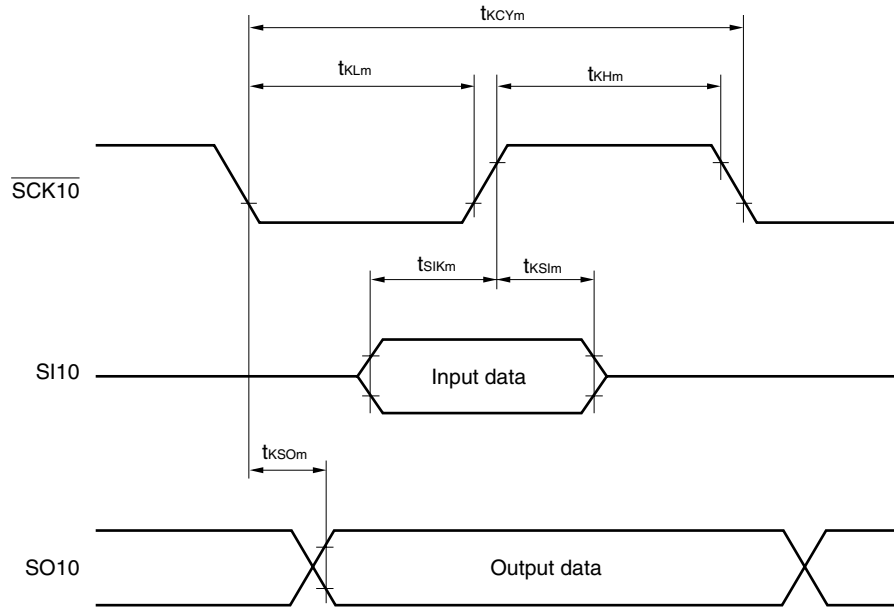 tKCYm
tKLm
tKHm
SCK10
tSIKm
tKSIm
SI10
Input data
tKSOm
SO10
Output data